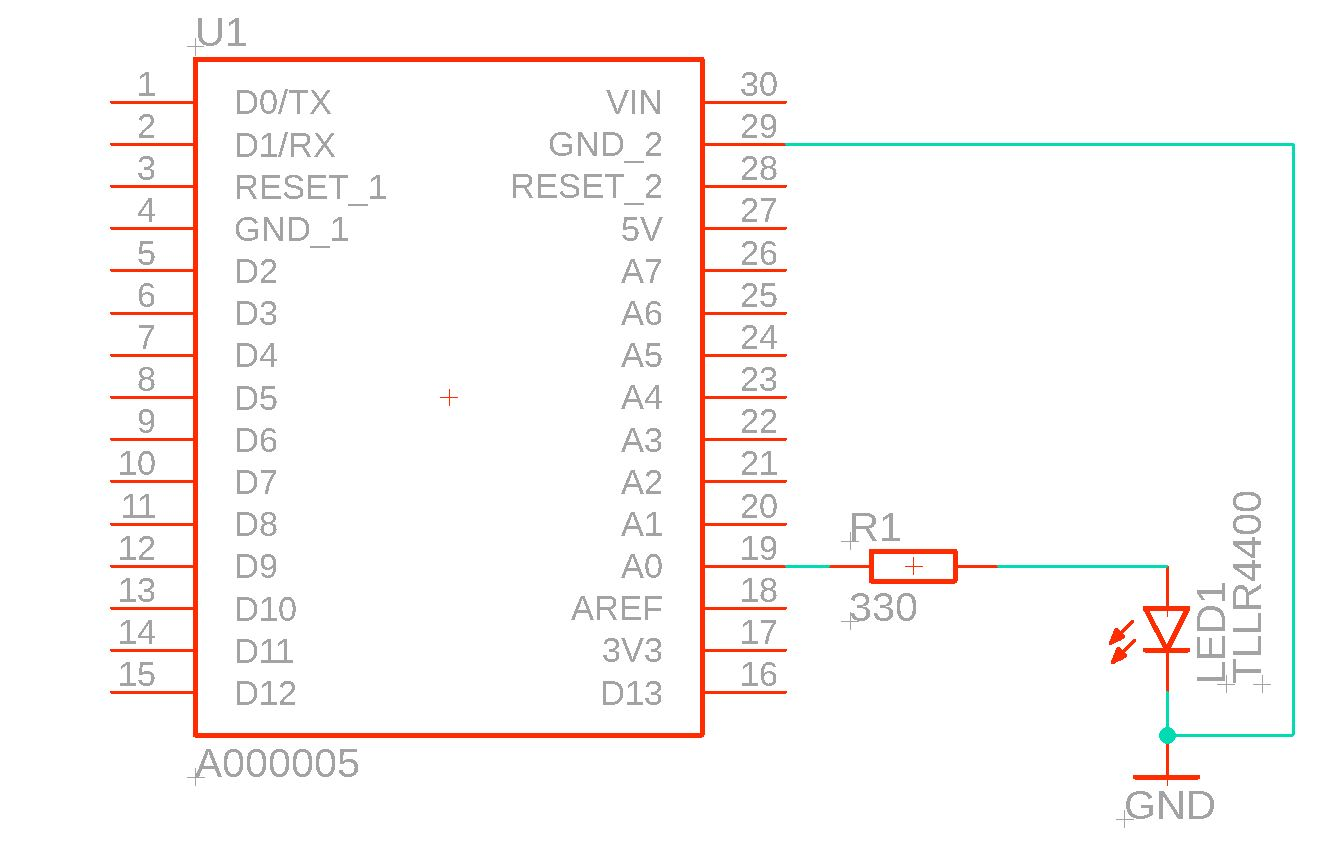 U1
1 D0/TX VIN 30
2 D1/RX GND_2 29
3 RESET_1 RESET_2 28
4 GND_1 5V 27
5 D2 A7 26
6 D3 A6 25
7 D4 A5 24
8 D5 A4 23
9 D6 A3 22
10 D7 A2 21
11 D8 A1 20
12 D9 A0 19
13 D10 AREF 18
14 D11 3V3 17
15 D12 D13 16
A000005
R1
330
LED1
TLLR4400
GND